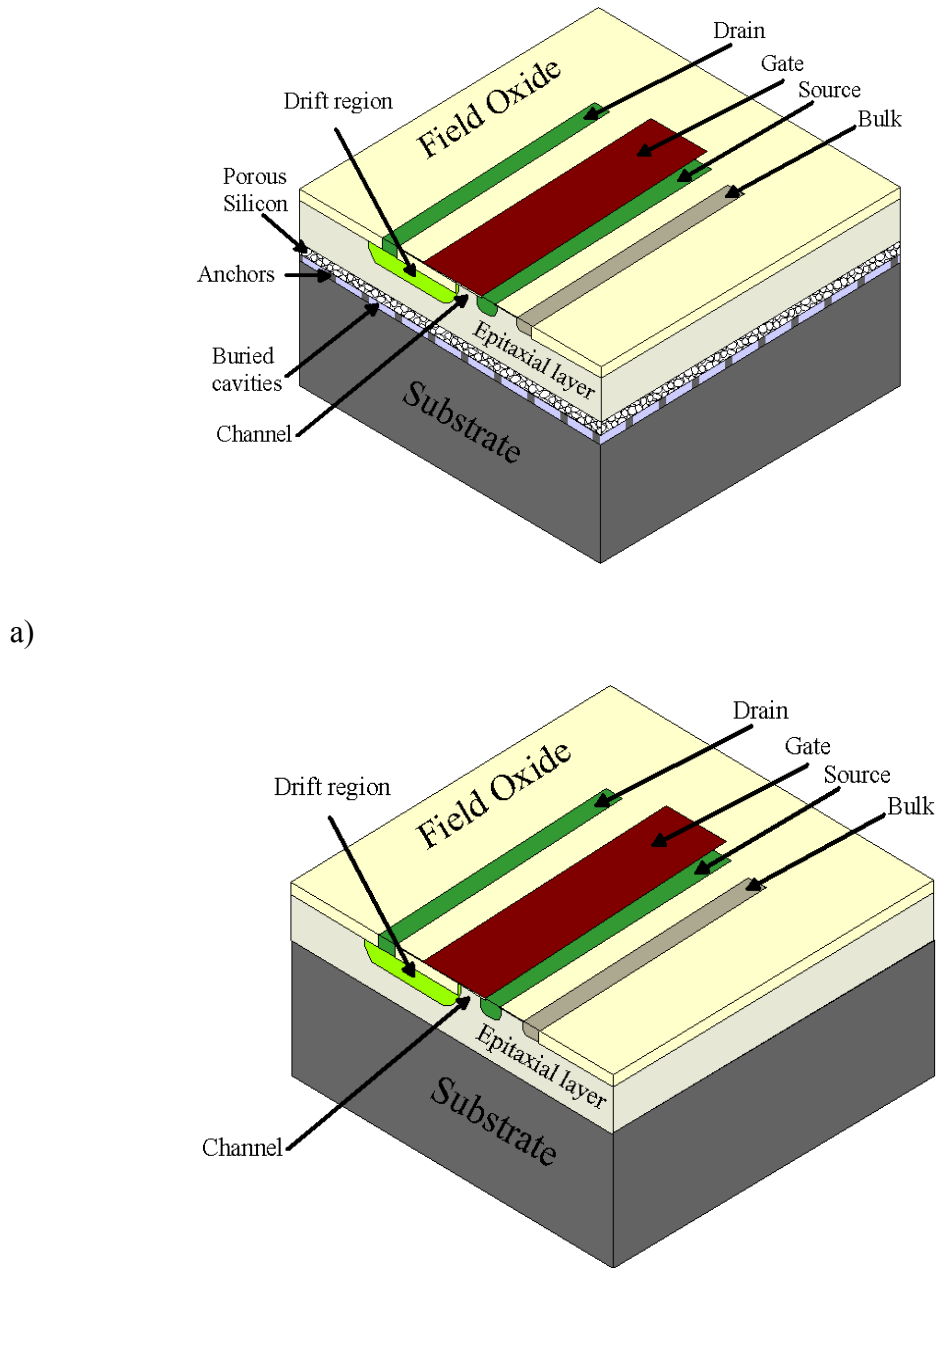 Drain
Gate
Source
Bulk
Drift region
Field Oxide
Porous
Silicon
Anchors
Buried
cavities
Channel
Epitaxial layer
Substrate
a)
Drain
Gate
Source
Bulk
Drift region
Field Oxide
Epitaxial layer
Substrate
Channel